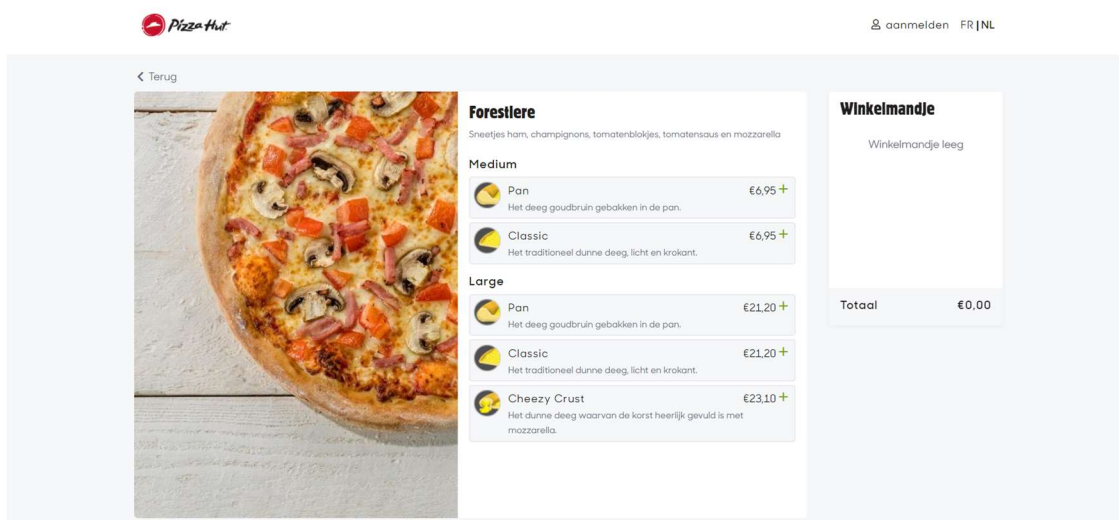 Pizza Hut
aanmelden FR | NL
Terug
Forestiere
Sneetjes ham, champignons, tomatenblokjes, tomatensaus en mozzarella
Medium
Pan €6,95 +
Het deeg goudbruin gebakken in de pan.
Classic €6,95 +
Het traditioneel dunne deeg, licht en krokant.
Large
Pan €21,20 +
Het deeg goudbruin gebakken in de pan.
Classic €21,20 +
Het traditioneel dunne deeg, licht en krokant.
Cheezy Crust €23,10 +
Het dunne deeg waarvan de korst heerlijk gevuld is met
mozzarella.
Winkelmandje
Winkelmandje leeg
Totaal €0,00